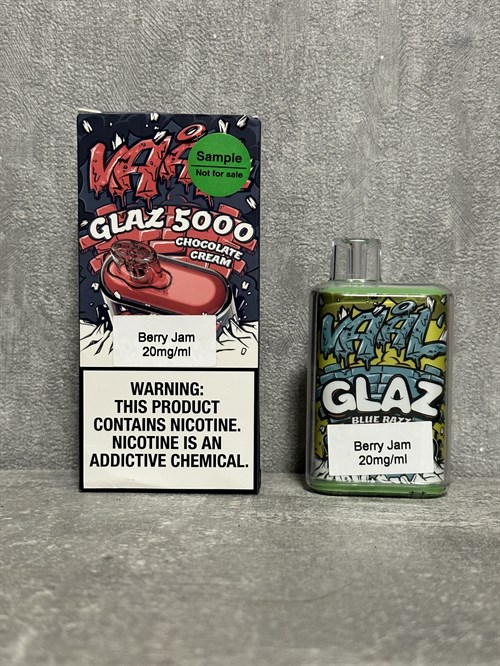 VAAL
Sample
Not for sale
GLAZ 5000
CHOCOLATE
CREAM
Berry Jam
20mg/ml
WARNING:
THIS PRODUCT
CONTAINS NICOTINE.
NICOTINE IS AN
ADDICTIVE CHEMICAL.
VAAL
GLAZ
BLUE RAZZ
Berry Jam
20mg/ml